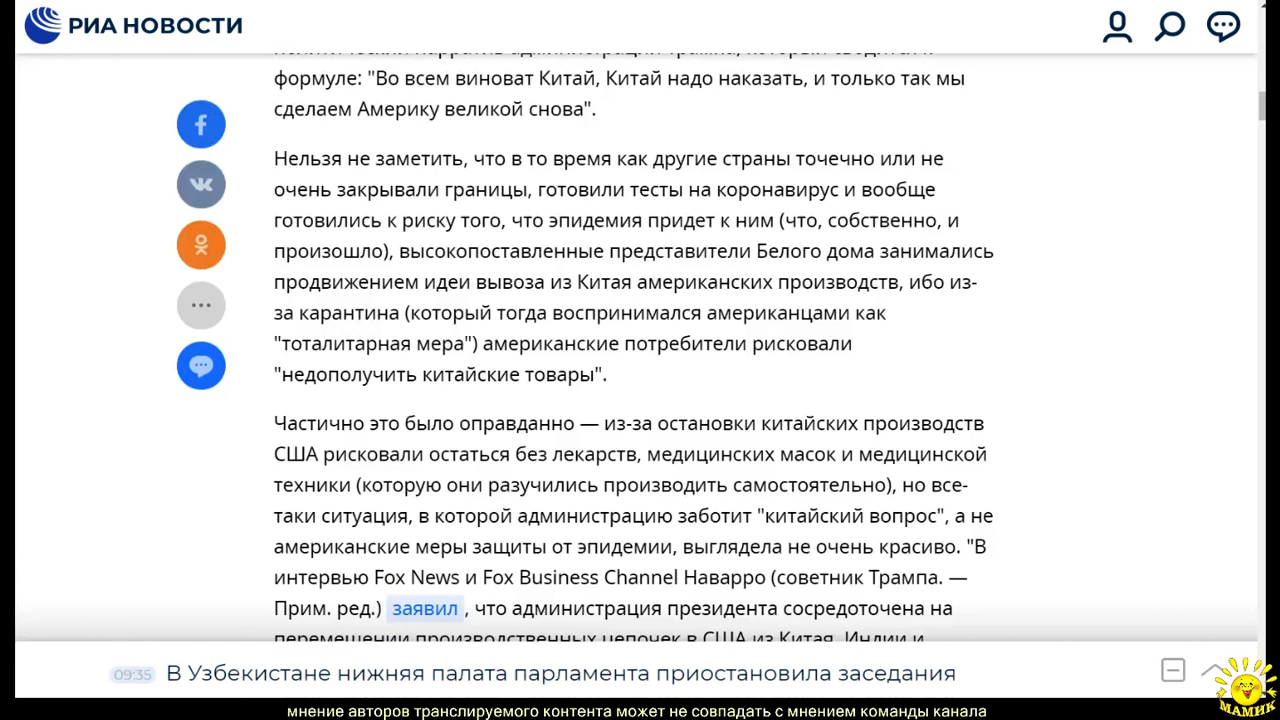 РИА НОВОСТИ
формуле: "Во всем виноват Китай, Китай надо наказать, и только так мы
сделаем Америку великой снова".
Нельзя не заметить, что в то время как другие страны точечно или не
очень закрывали границы, готовили тесты на коронавирус и вообще
готовились к риску того, что эпидемия придет к ним (что, собственно, и
произошло), высокопоставленные представители Белого дома занимались
продвижением идеи вывоза из Китая американских производств, ибо из-
за карантина (который тогда воспринимался американцами как
"тоталитарная мера") американские потребители рисковали
"недополучить китайские товары".
Частично это было оправданно — из-за остановки китайских производств
США рисковали остаться без лекарств, медицинских масок и медицинской
техники (которую они разучились производить самостоятельно), но все-
таки ситуация, в которой администрацию заботит "китайский вопрос", а не
американские меры защиты от эпидемии, выглядела не очень красиво. "В
интервью Fox News и Fox Business Channel Наварро (советник Трампа. —
Прим. ред.) заявил , что администрация президента сосредоточена на
перемещении производственных цепочек в США из Китая, Индии и
09:35 В Узбекистане нижняя палата парламента приостановила заседания
МАМИК
мнение авторов транслируемого контента может не совпадать с мнением команды канала